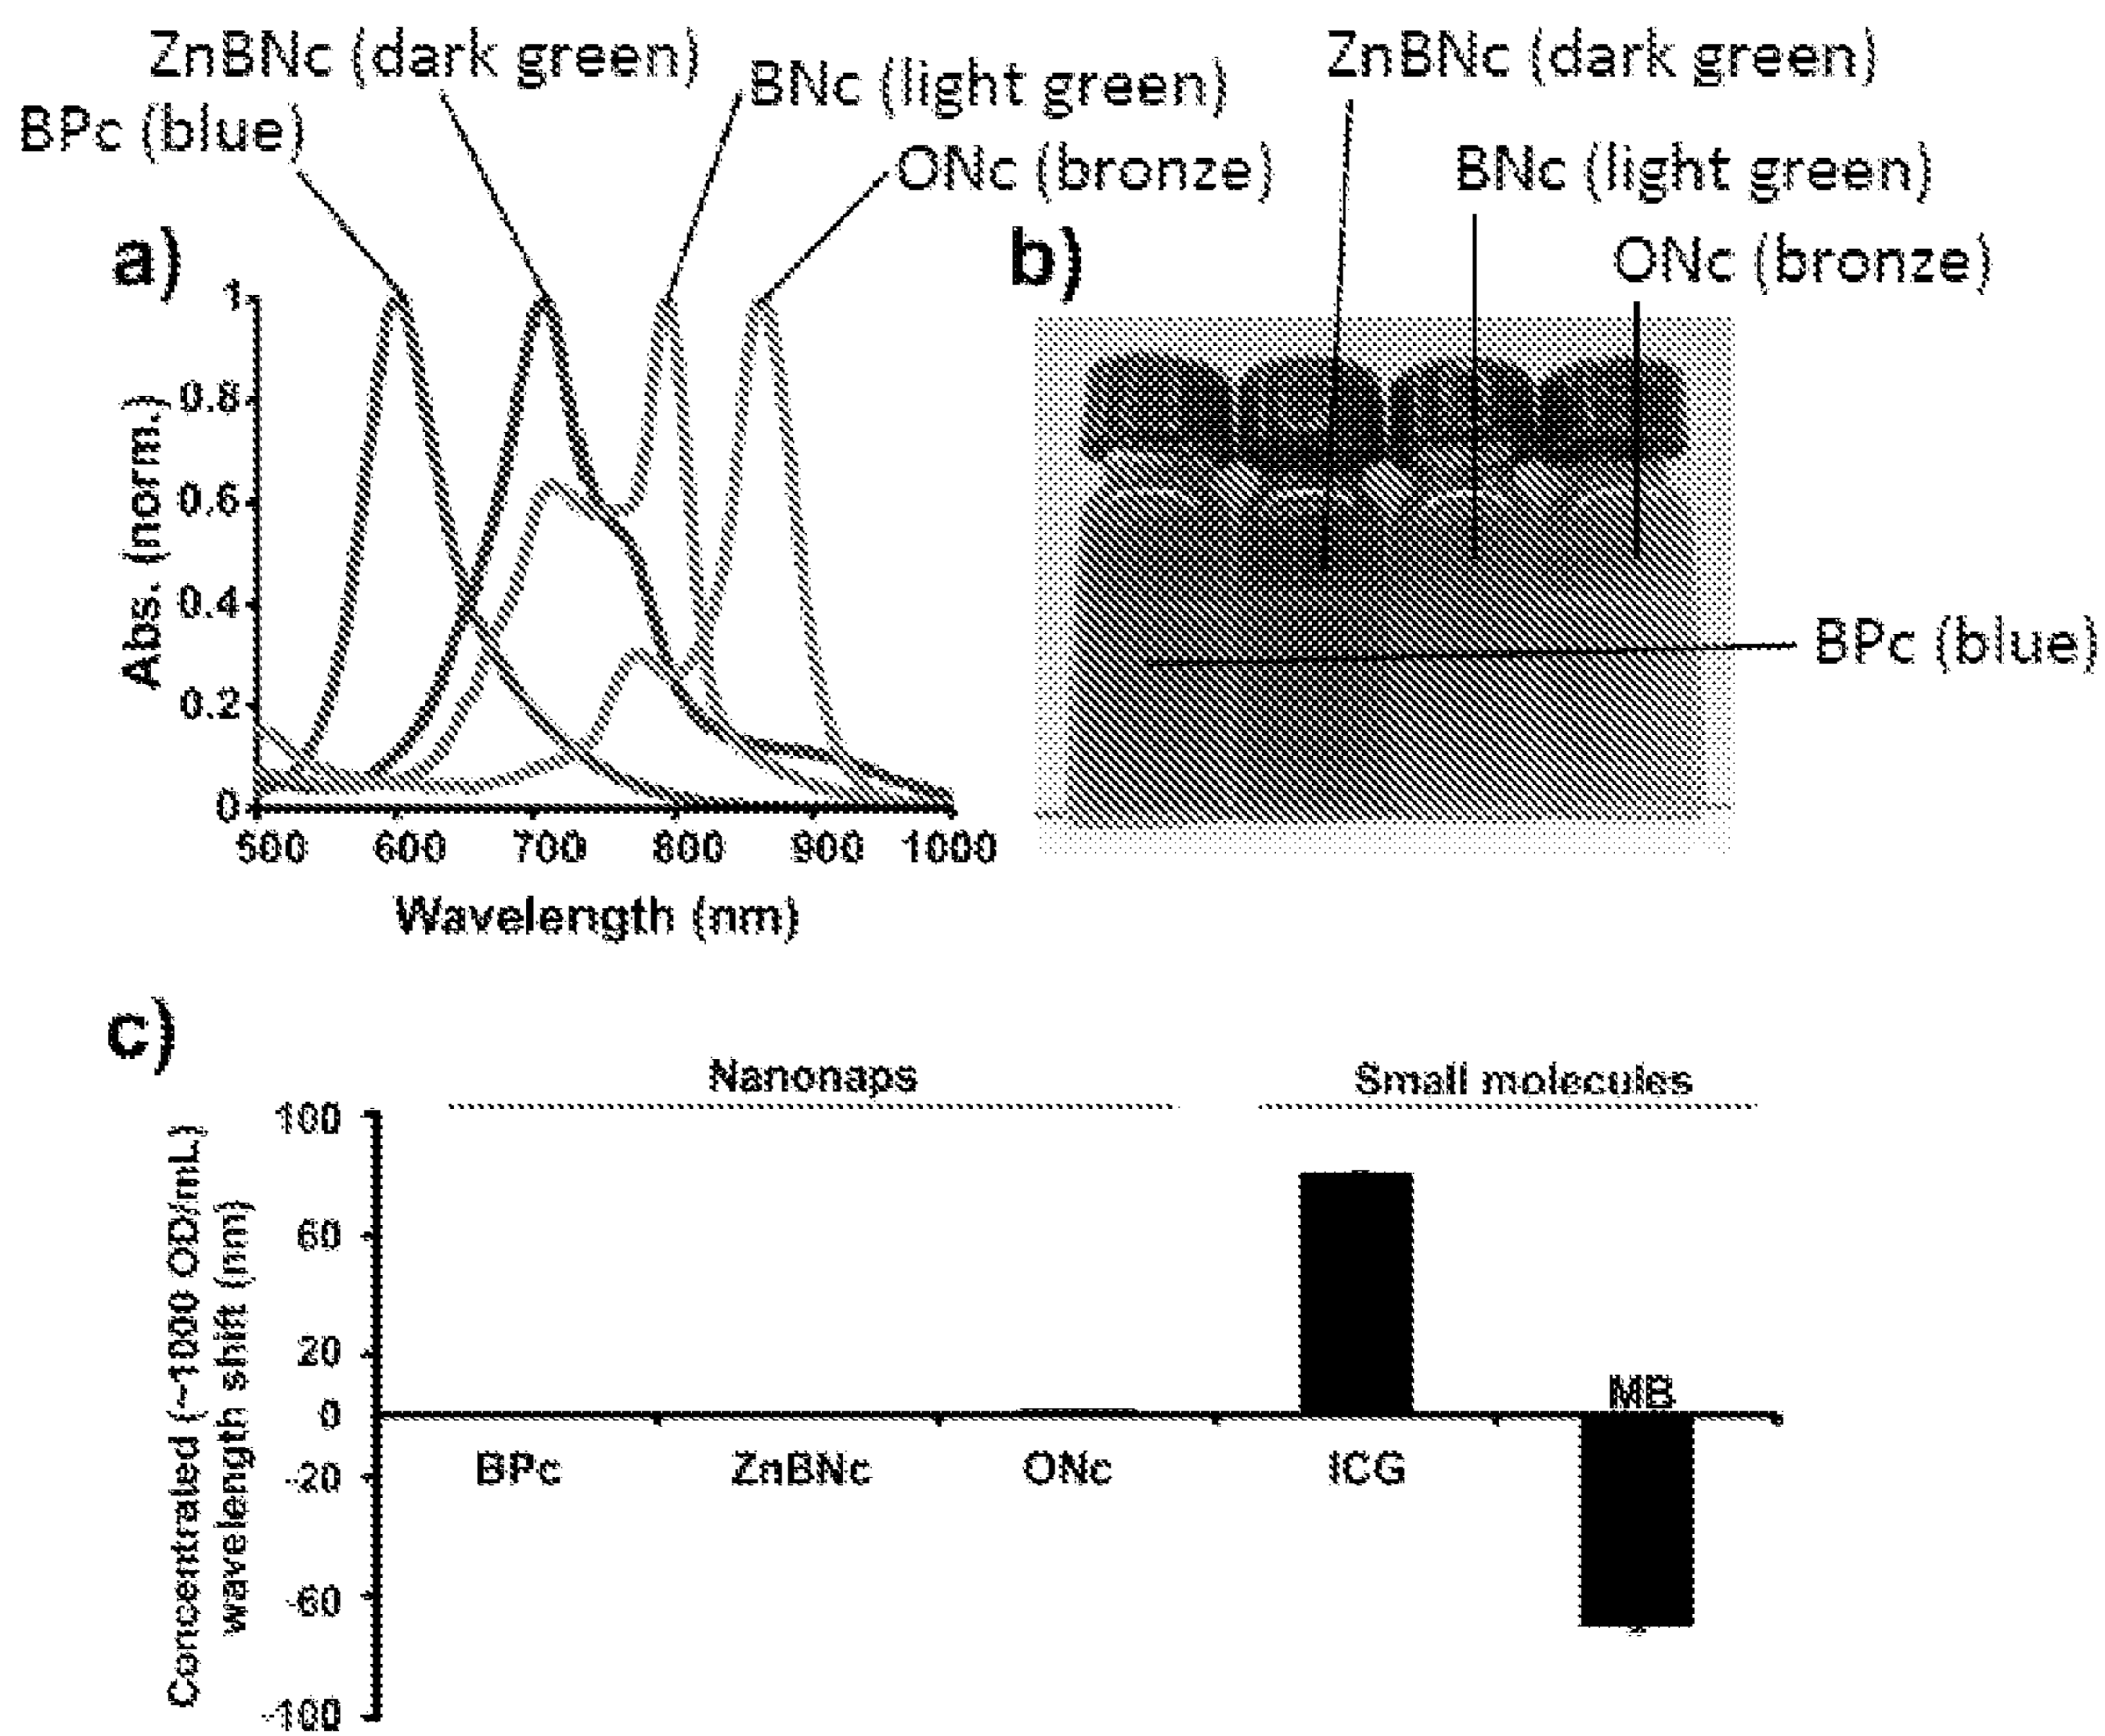 ZnBNc (dark green)
BPc (blue)
BNc (light green)
ONc (bronze)
ZnBNc (dark green)
BNc (light green)
ONc (bronze)
BPc (blue)
a)
1
0.8
0.6
0.4
0.2
0
Abs. (norm.)
500 600 700 800 900 1000
Wavelength (nm)
b)
c)
Nanonaps
Small molecules
100
60
20
0
-20
-60
-100
Concentrated (~1000 OD/mL)
wavelength shift (nm)
BPc ZnBNc ONc ICG MB